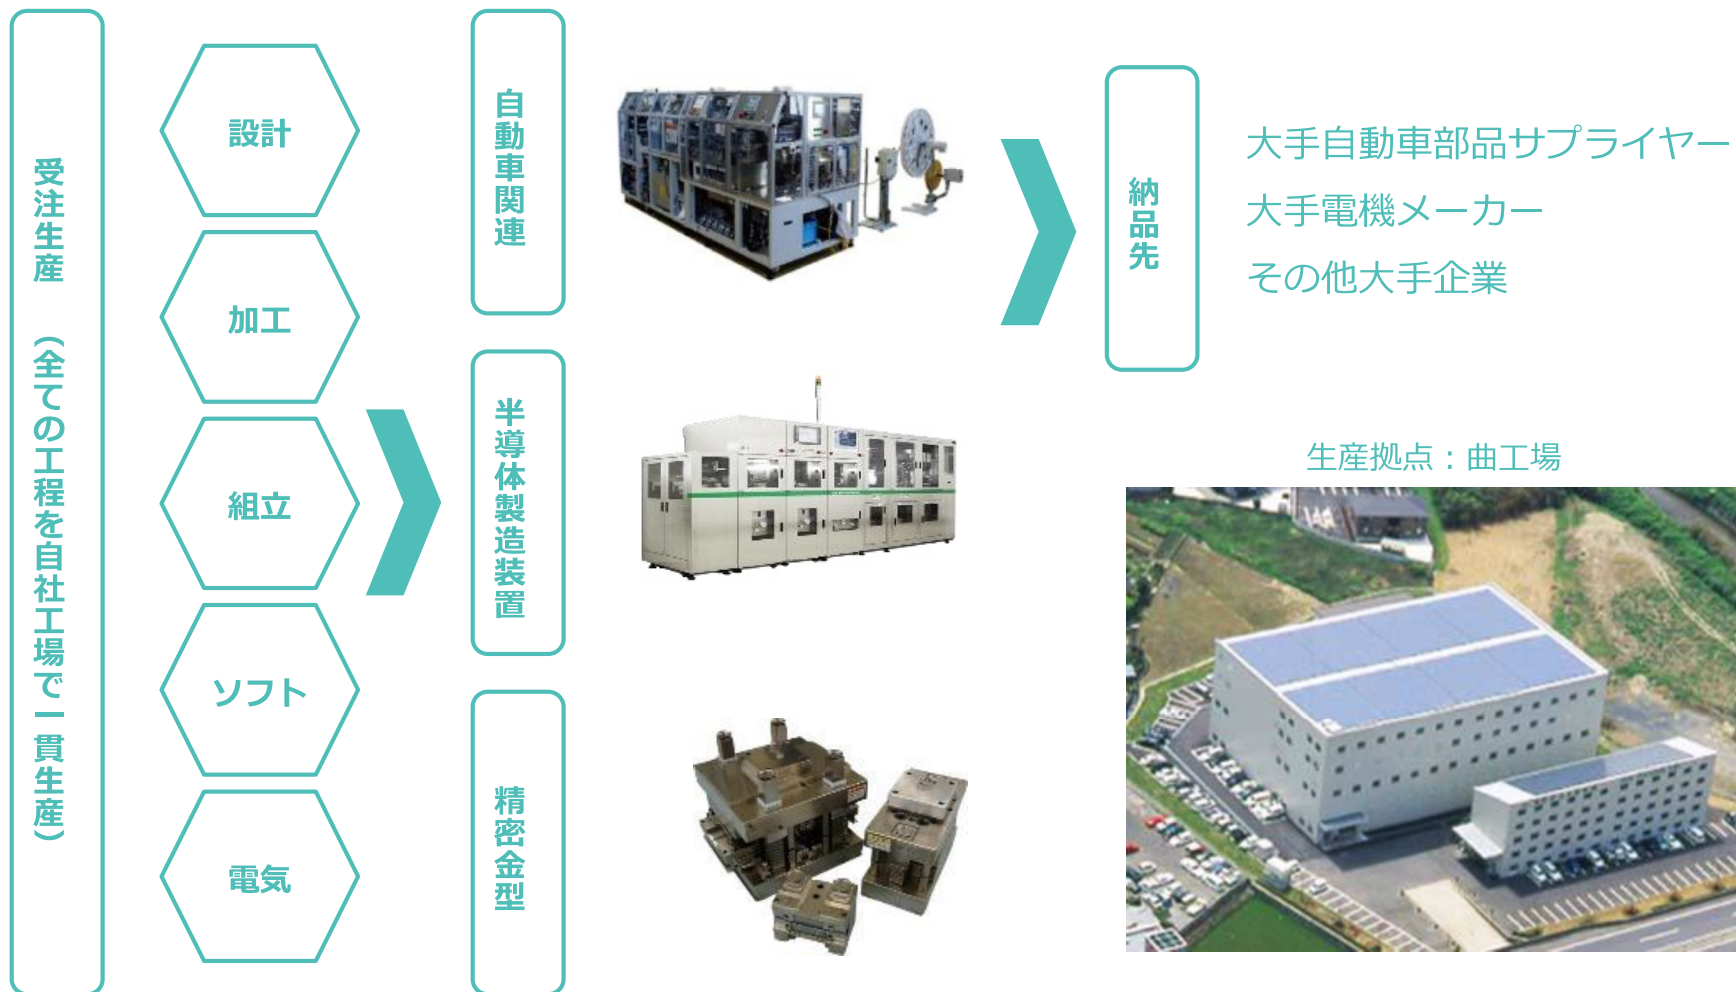 受注生産 （全ての工程を自社工場で一貫生産）
設計
加工
組立
ソフト
電気
自動車関連
半導体製造装置
精密金型
納品先
大手自動車部品サプライヤー
大手電機メーカー
その他大手企業
生産拠点：曲工場